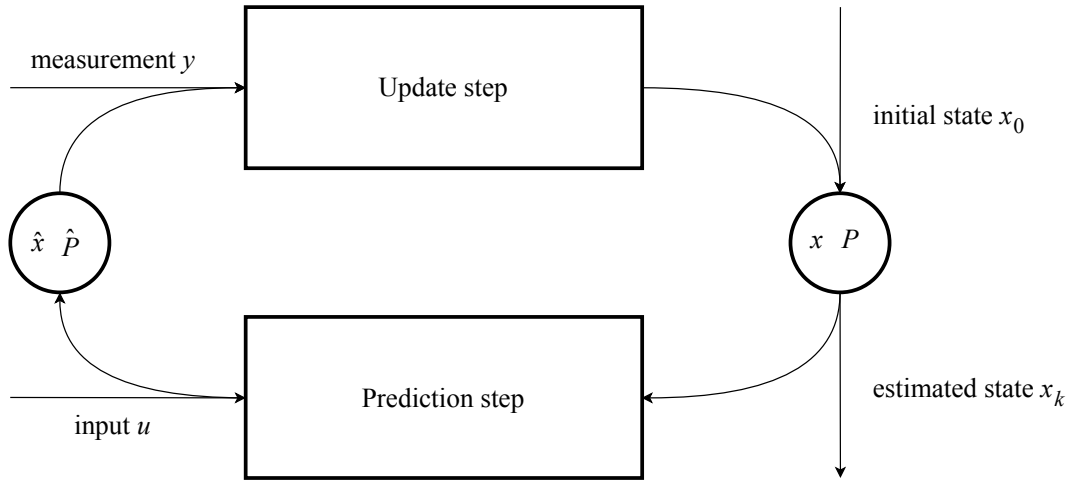 measurement y
Update step
initial state x₀
x̂ P̂
x P
Prediction step
estimated state xₖ
input u